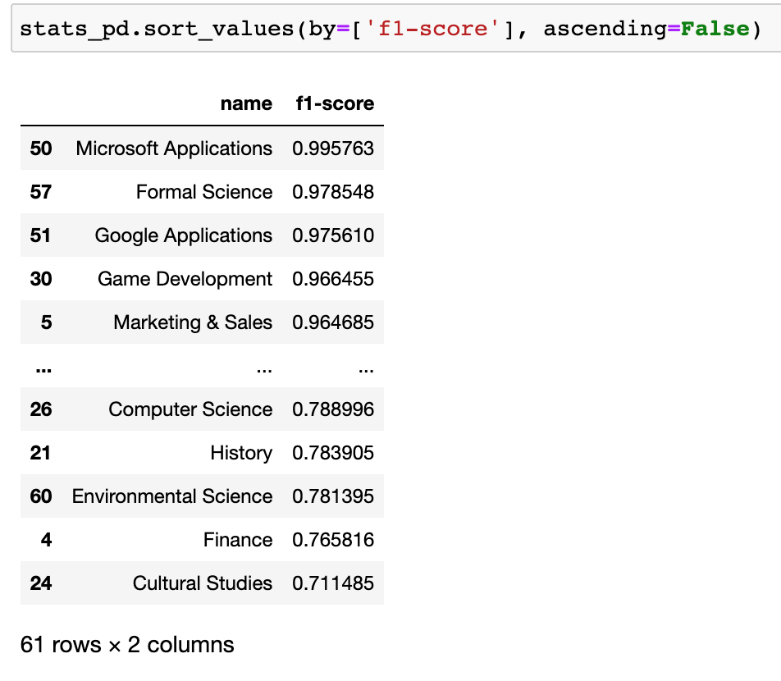 stats_pd.sort_values(by=['f1-score'], ascending=False)
name f1-score
50 Microsoft Applications 0.995763
57 Formal Science 0.978548
51 Google Applications 0.975610
30 Game Development 0.966455
5 Marketing & Sales 0.964685
... ... ...
26 Computer Science 0.788996
21 History 0.783905
60 Environmental Science 0.781395
4 Finance 0.765816
24 Cultural Studies 0.711485
61 rows × 2 columns